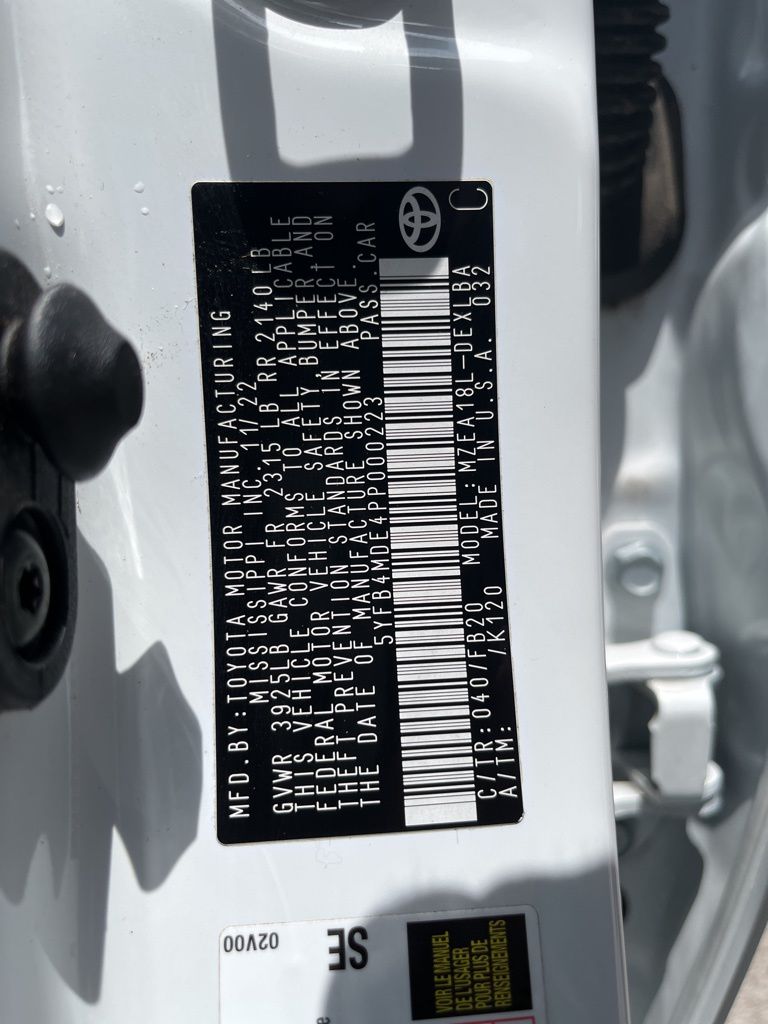 MFD.BY:TOYOTA MOTOR MANUFACTURING
MISSISSIPPI INC. 11/22
GVWR 3925LB GAWR FR 2315 LB RR 2140 LB
THIS VEHICLE CONFORMS TO ALL APPLICABLE
FEDERAL MOTOR VEHICLE SAFETY, BUMPER, AND
THEFT PREVENTION STANDARDS IN EFFECT ON
THE DATE OF MANUFACTURE SHOWN ABOVE.
5YFB4MDE4PP000223 PASS.CAR
C
C/TR:040/FB20 MODEL:MZEA18L-DEXLBA
A/TM: /K120 MADE IN U.S.A. 032
SE
02V00
VOIR LE MANUEL
DE L'USAGER
POUR PLUS DE
RENSEIGNEMENTS